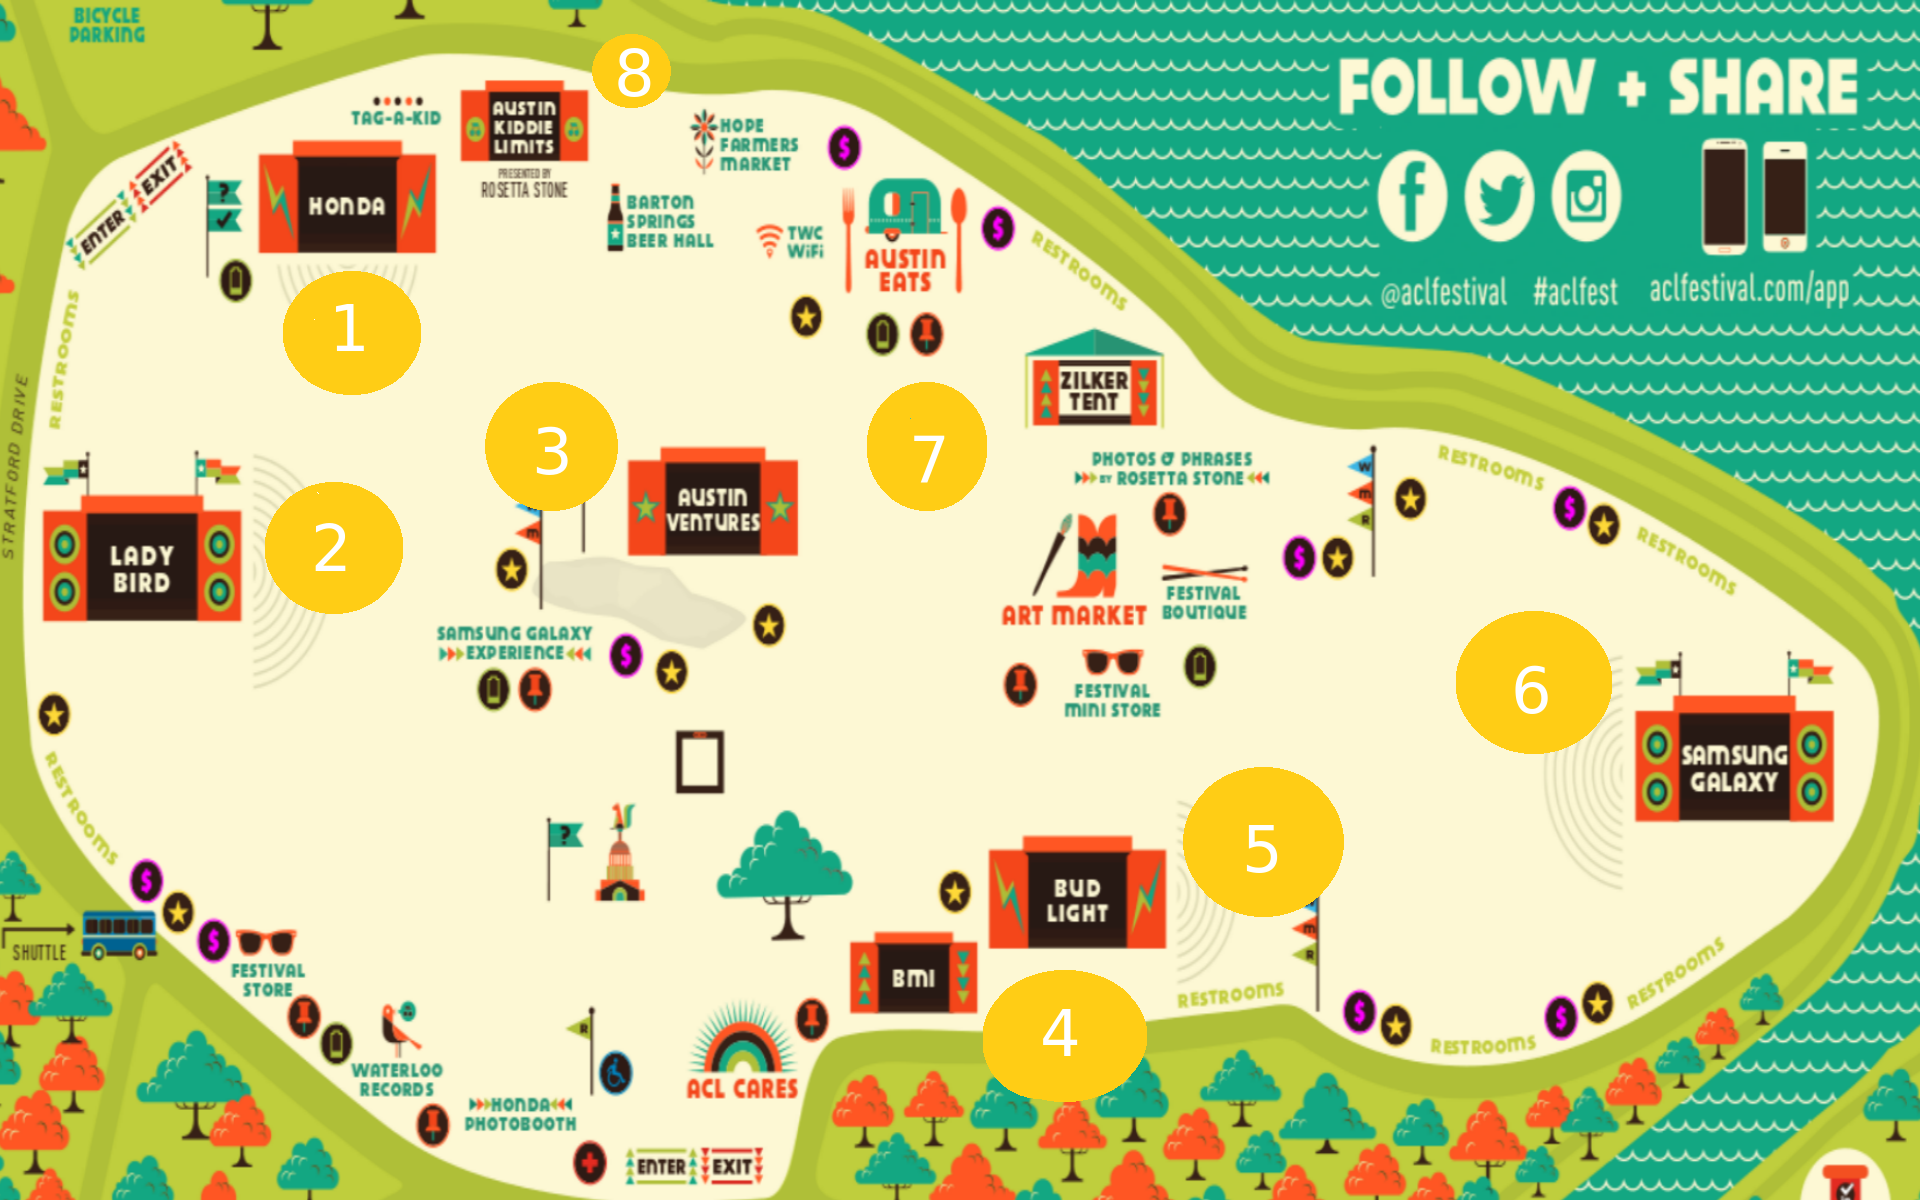 BICYCLE
PARKING
FOLLOW + SHARE
@aclfestival
#aclfest
aclfestival.com/app
8
TAG-A-KID
AUSTIN
KIDDIE
LIMITS
PRESENTED BY
ROSETTA STONE
HOPE
FARMERS
MARKET
$
ENTER
EXIT
?
HONDA
BARTON
SPRINGS
BEER HALL
TWC
WiFi
AUSTIN
EATS
$
RESTROOMS
1
RESTROOMS
STRATFORD DRIVE
ZILKER
TENT
3
7
AUSTIN
VENTURES
m
PHOTOS & PHRASES
BY ROSETTA STONE
W
m
R
RESTROOMS
$
RESTROOMS
LADY
BIRD
2
$
ART MARKET
FESTIVAL
BOUTIQUE
SAMSUNG GALAXY
EXPERIENCE
$
FESTIVAL
MINI STORE
6
SAMSUNG
GALAXY
RESTROOMS
?
5
BUD
LIGHT
m
R
$
SHUTTLE
$
FESTIVAL
STORE
BMI
RESTROOMS
RESTROOMS
4
$
$
RESTROOMS
R
WATERLOO
RECORDS
ACL CARES
HONDA
PHOTOBOOTH
ENTER
EXIT